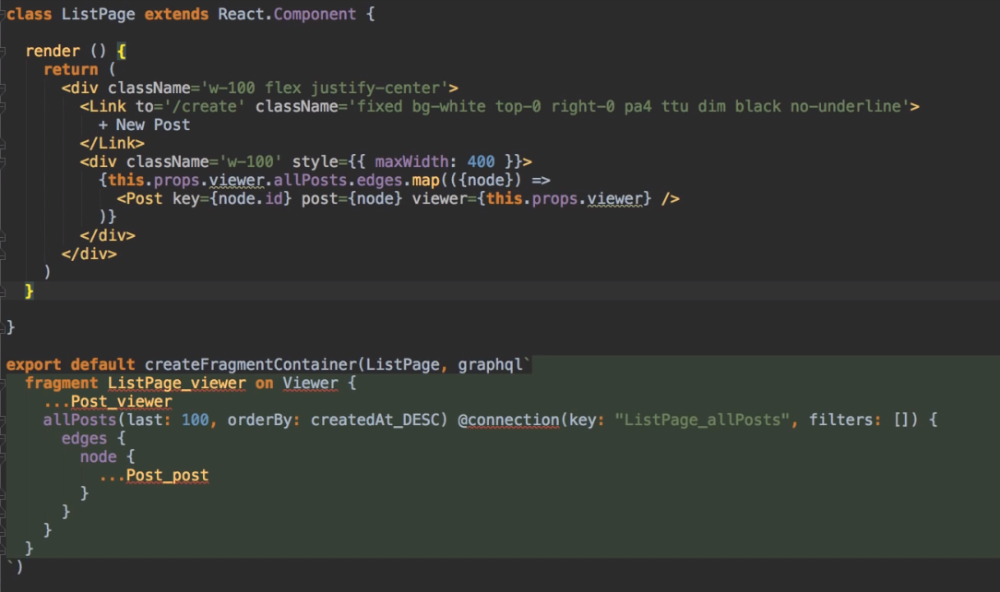 class ListPage extends React.Component {
render () {
return (
<div className='w-100 flex justify-center'>
<Link to='/create' className='fixed bg-white top-0 right-0 pa4 ttu dim black no-underline'>
+ New Post
</Link>
<div className='w-100' style={{ maxWidth: 400 }}>
{this.props.viewer.allPosts.edges.map(({node}) =>
<Post key={node.id} post={node} viewer={this.props.viewer} />
)}
</div>
</div>
)
}
}
export default createFragmentContainer(ListPage, graphql`
fragment ListPage_viewer on Viewer {
...Post_viewer
allPosts(last: 100, orderBy: createdAt_DESC) @connection(key: "ListPage_allPosts", filters: []) {
edges {
node {
...Post_post
}
}
}
}
`)